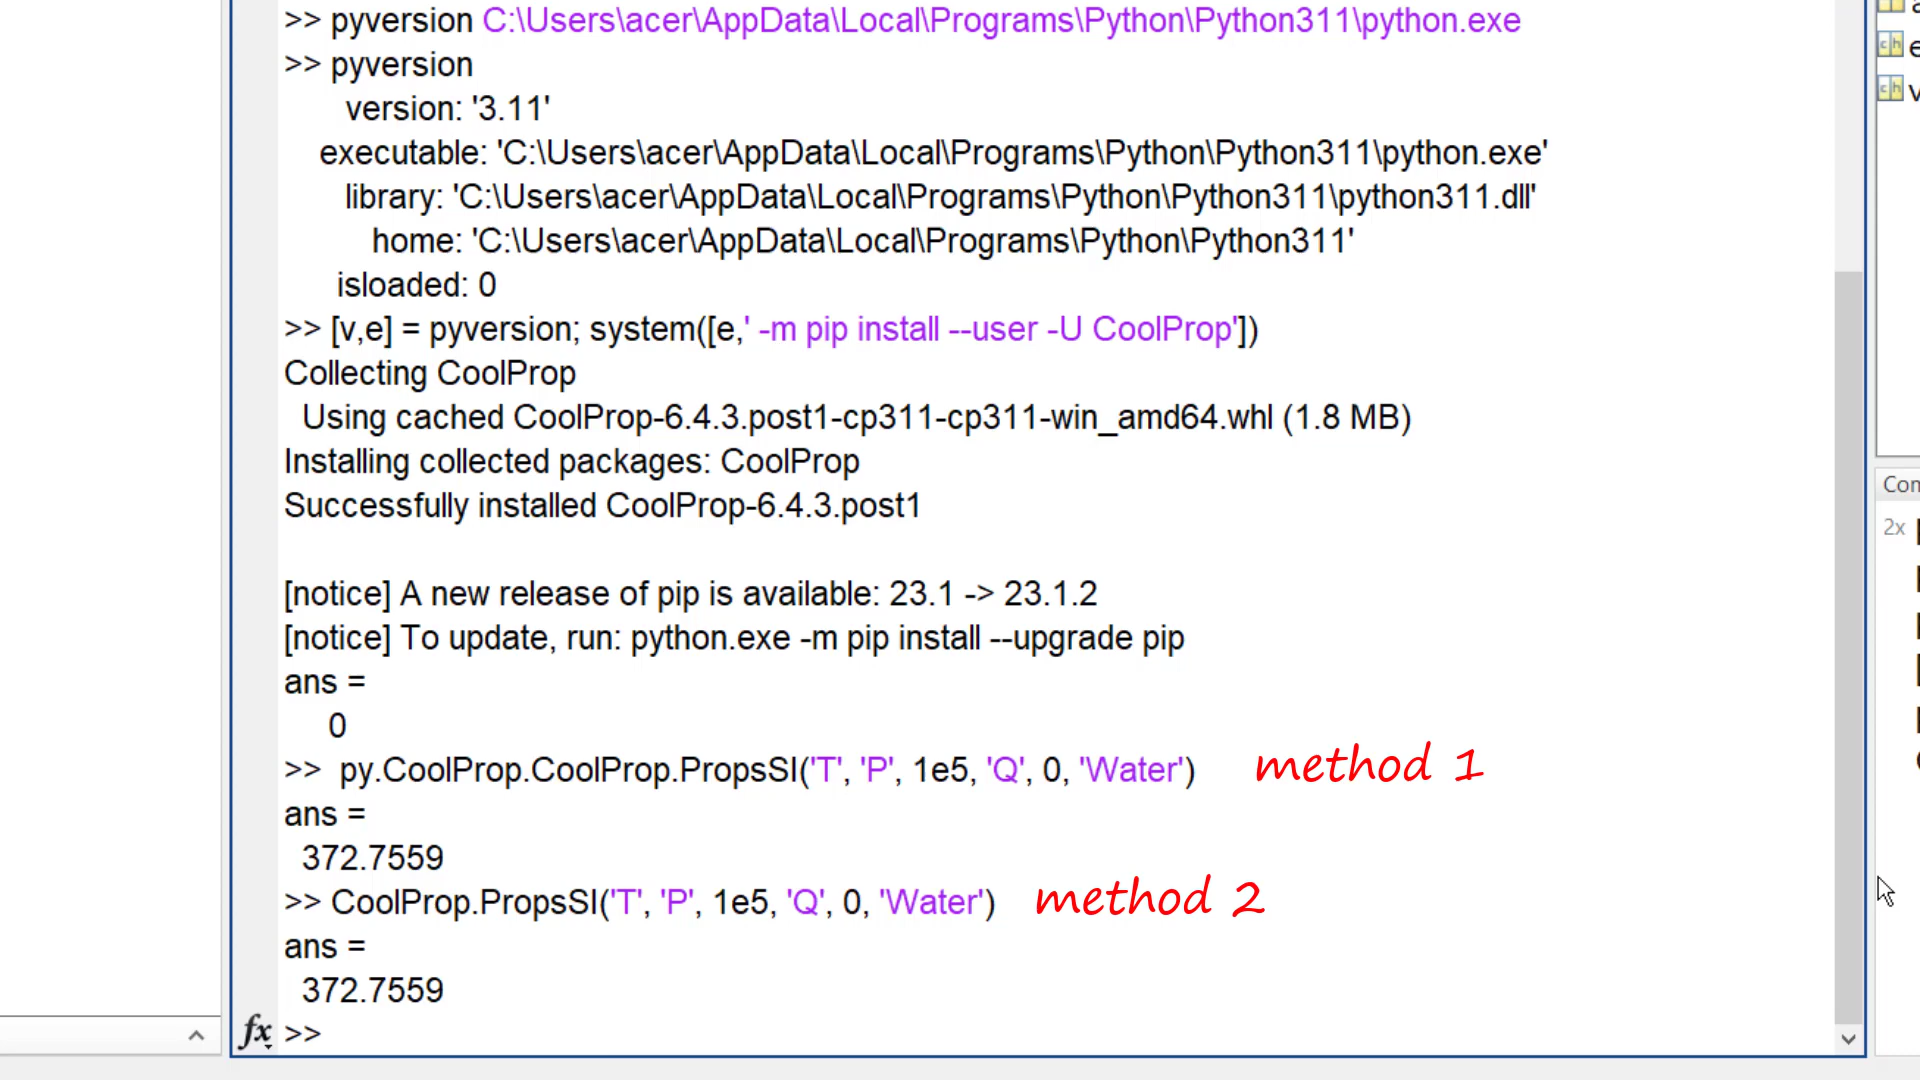 >> pyversion C:\Users\acer\AppData\Local\Programs\Python\Python311\python.exe
>> pyversion
version: '3.11'
executable: 'C:\Users\acer\AppData\Local\Programs\Python\Python311\python.exe'
library: 'C:\Users\acer\AppData\Local\Programs\Python\Python311\python311.dll'
home: 'C:\Users\acer\AppData\Local\Programs\Python\Python311'
isloaded: 0
>> [v,e] = pyversion; system([e,' -m pip install --user -U CoolProp'])
Collecting CoolProp
Using cached CoolProp-6.4.3.post1-cp311-cp311-win_amd64.whl (1.8 MB)
Installing collected packages: CoolProp
Successfully installed CoolProp-6.4.3.post1
[notice] A new release of pip is available: 23.1 -> 23.1.2
[notice] To update, run: python.exe -m pip install --upgrade pip
ans =
0
>> py.CoolProp.CoolProp.PropsSI('T', 'P', 1e5, 'Q', 0, 'Water') method 1
ans =
372.7559
>> CoolProp.PropsSI('T', 'P', 1e5, 'Q', 0, 'Water') method 2
ans =
372.7559
fx >>
e
v
Com
2x